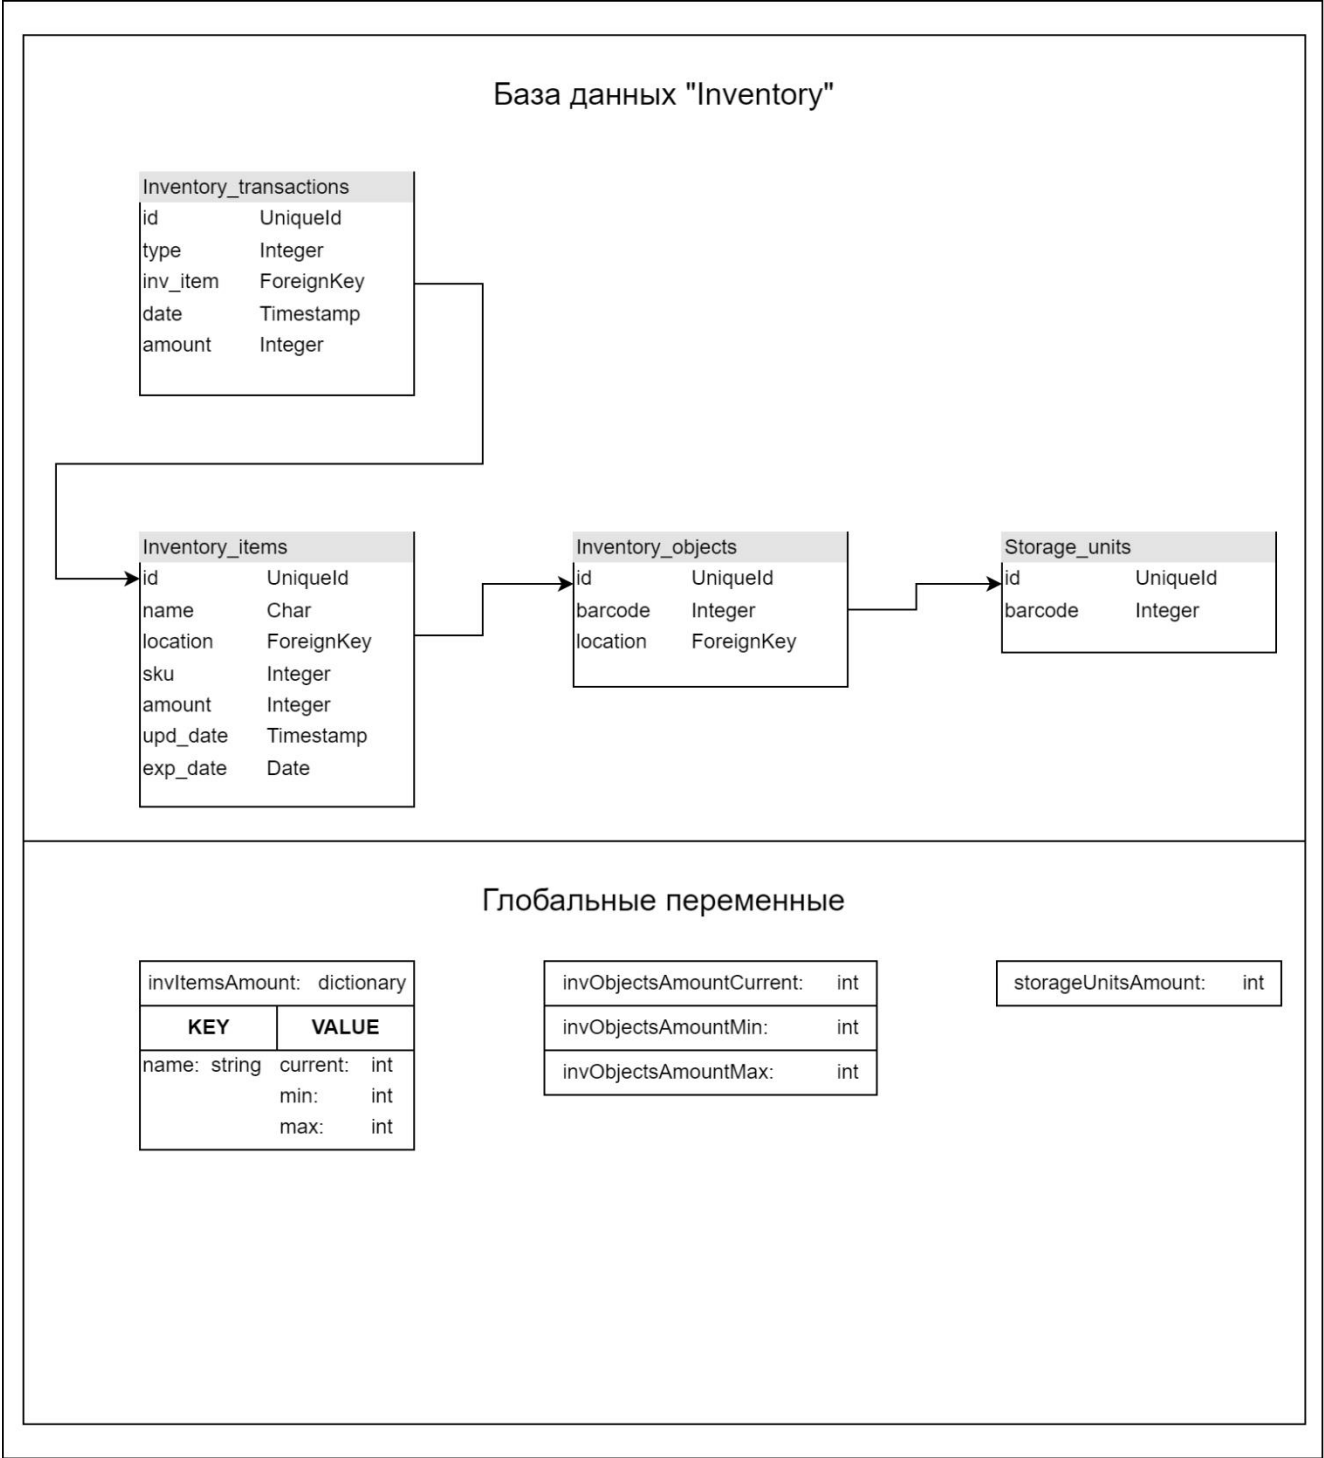 База данных "Inventory"
Inventory_transactions
id UniqueId
type Integer
inv_item ForeignKey
date Timestamp
amount Integer
Inventory_items
id UniqueId
name Char
location ForeignKey
sku Integer
amount Integer
upd_date Timestamp
exp_date Date
Inventory_objects
id UniqueId
barcode Integer
location ForeignKey
Storage_units
id UniqueId
barcode Integer
Глобальные переменные
invItemsAmount: dictionary
KEY VALUE
name: string current: int
min: int
max: int
invObjectsAmountCurrent: int
invObjectsAmountMin: int
invObjectsAmountMax: int
storageUnitsAmount: int